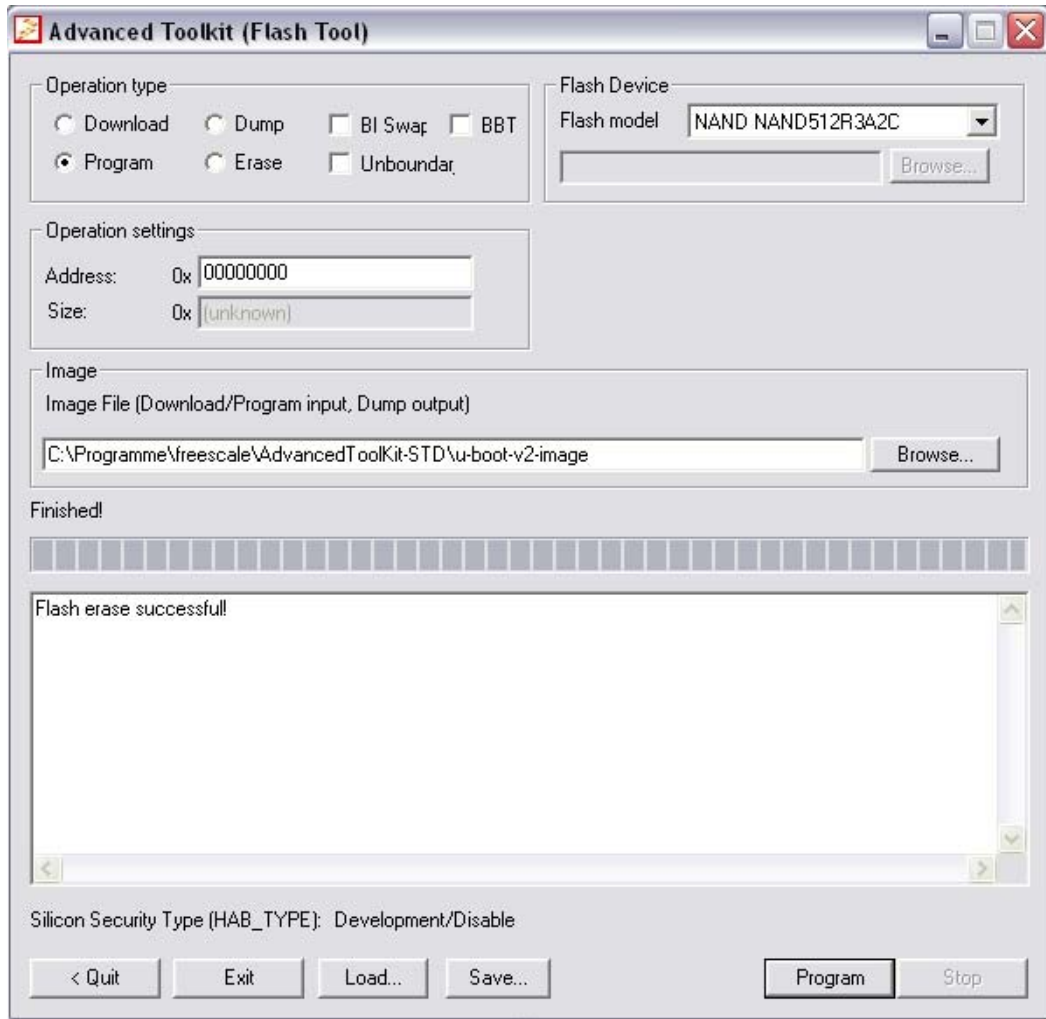 Advanced Toolkit (Flash Tool)
Operation type
Download Dump BI Swap BBT
Program Erase Unboundar
Flash Device
Flash model NAND NAND512R3A2C
Browse...
Operation settings
Address: 0x 00000000
Size: 0x (unknown)
Image
Image File (Download/Program input, Dump output)
C:\Programme\freescale\AdvancedToolKit-STD\u-boot-v2-image Browse...
Finished!
Flash erase successful!
Silicon Security Type (HAB_TYPE): Development/Disable
< Quit Exit Load... Save... Program Stop